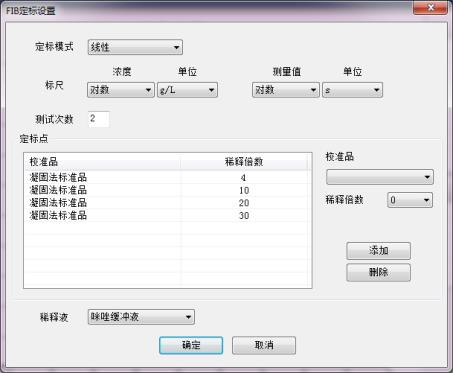 FIB定标设置
定标模式 线性
浓度 单位 测量值 单位
标尺 对数 g/L 对数 s
测试次数 2
定标点
校准品 稀释倍数
凝固法标准品 4
凝固法标准品 10
凝固法标准品 20
凝固法标准品 30
校准品
稀释倍数 0
添加
删除
稀释液 咪唑缓冲液
确定 取消